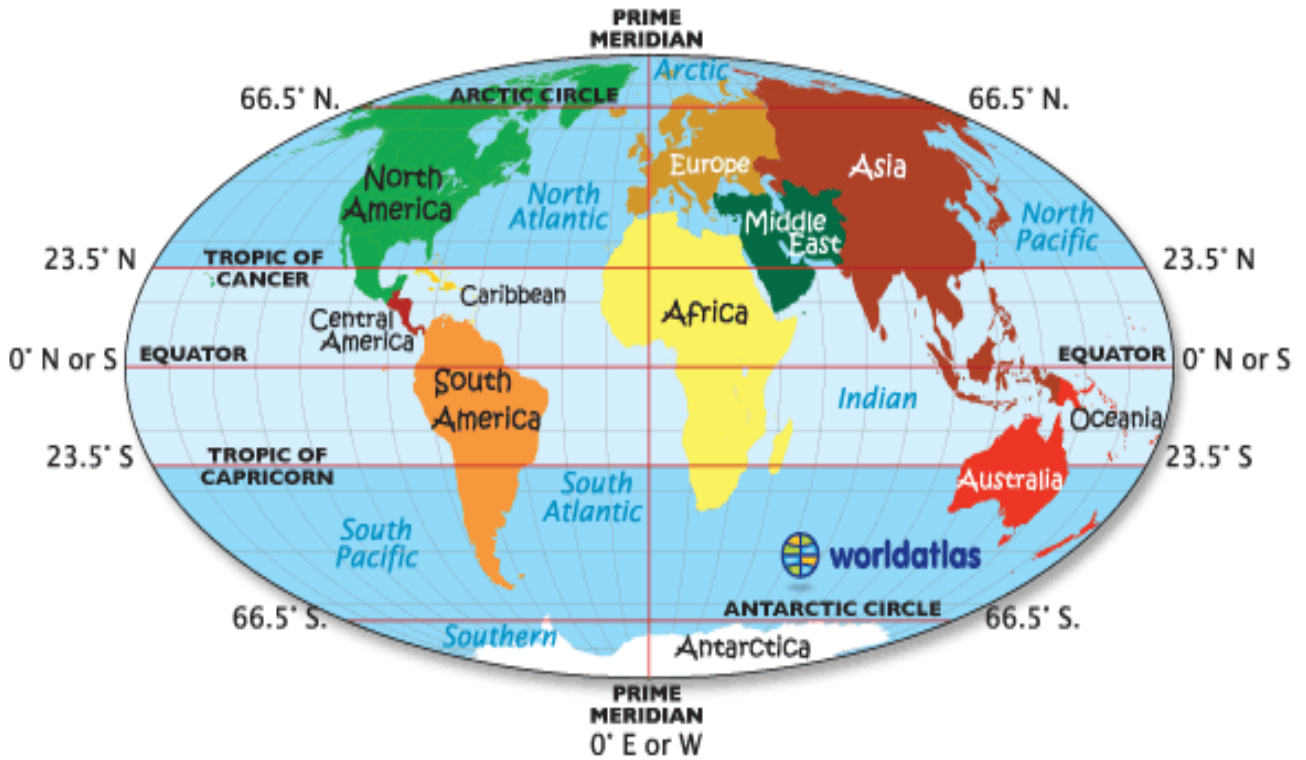 PRIME
MERIDIAN
Arctic
66.5° N.
ARCTIC CIRCLE
66.5° N.
North
America
Europe
Asia
North
Atlantic
Middle
East
North
Pacific
23.5° N
TROPIC OF
CANCER
23.5° N
Caribbean
Central
America
Africa
0° N or S
EQUATOR
EQUATOR
0° N or S
South
America
Indian
Oceania
23.5° S
TROPIC OF
CAPRICORN
23.5° S
Australia
South
Atlantic
South
Pacific
worldatlas
66.5° S.
ANTARCTIC CIRCLE
66.5° S.
Southern
Antarctica
PRIME
MERIDIAN
0° E or W